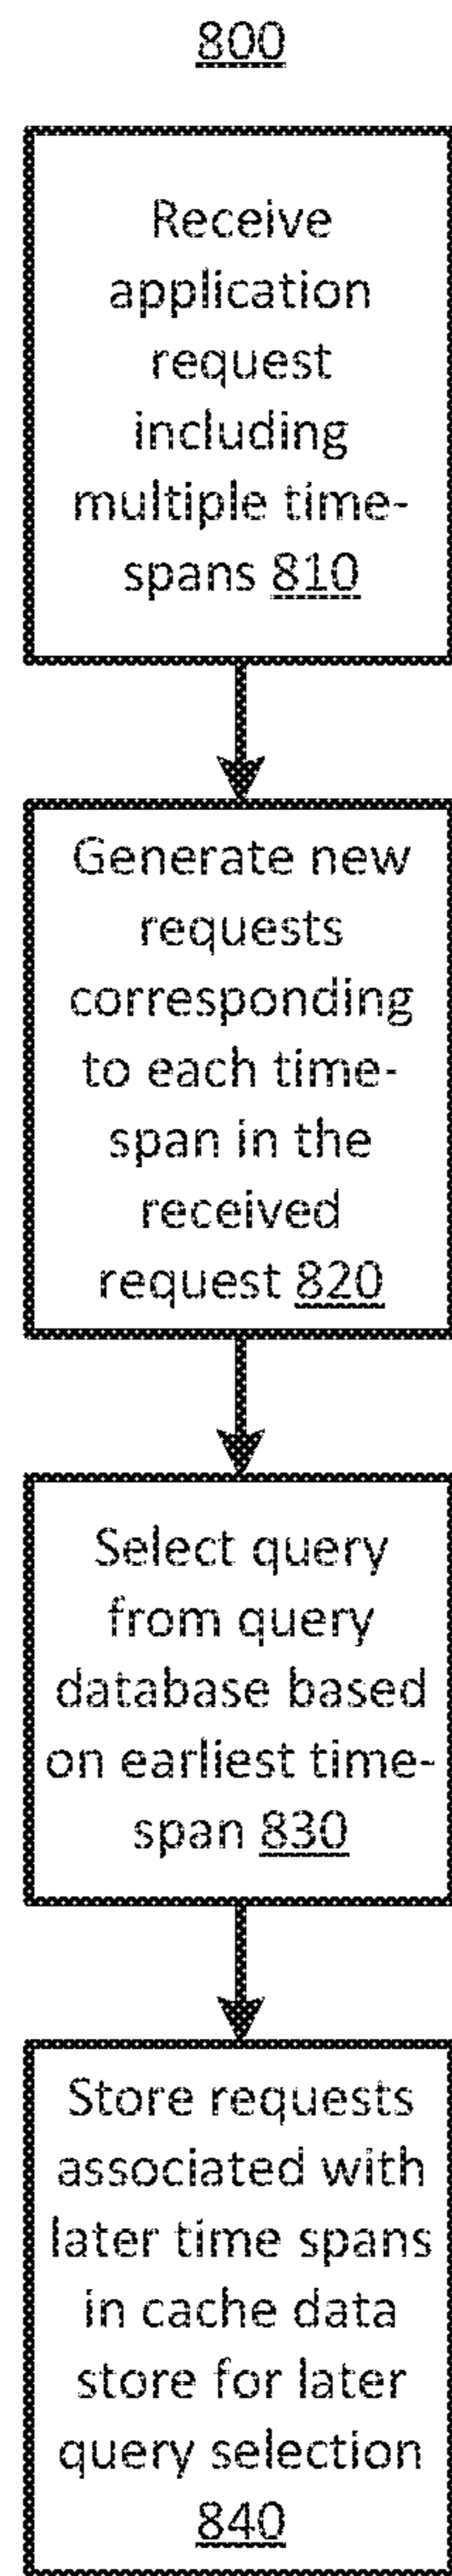 800
Receive
application
request
including
multiple time-
spans 810
Generate new
requests
corresponding
to each time-
span in the
received
request 820
Select query
from query
database based
on earliest time-
span 830
Store requests
associated with
later time spans
in cache data
store for later
query selection
840